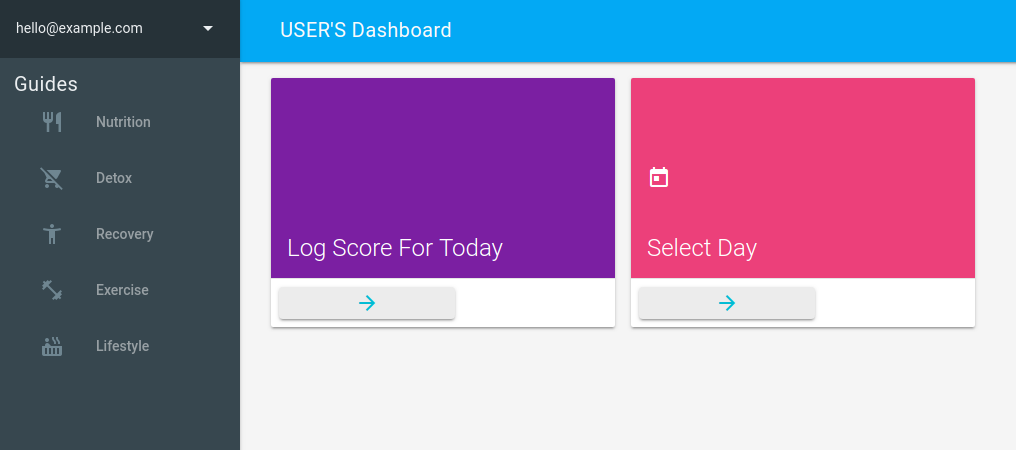 hello@example.com
USER'S Dashboard
Guides
Nutrition
Detox
Recovery
Exercise
Lifestyle
Log Score For Today
Select Day